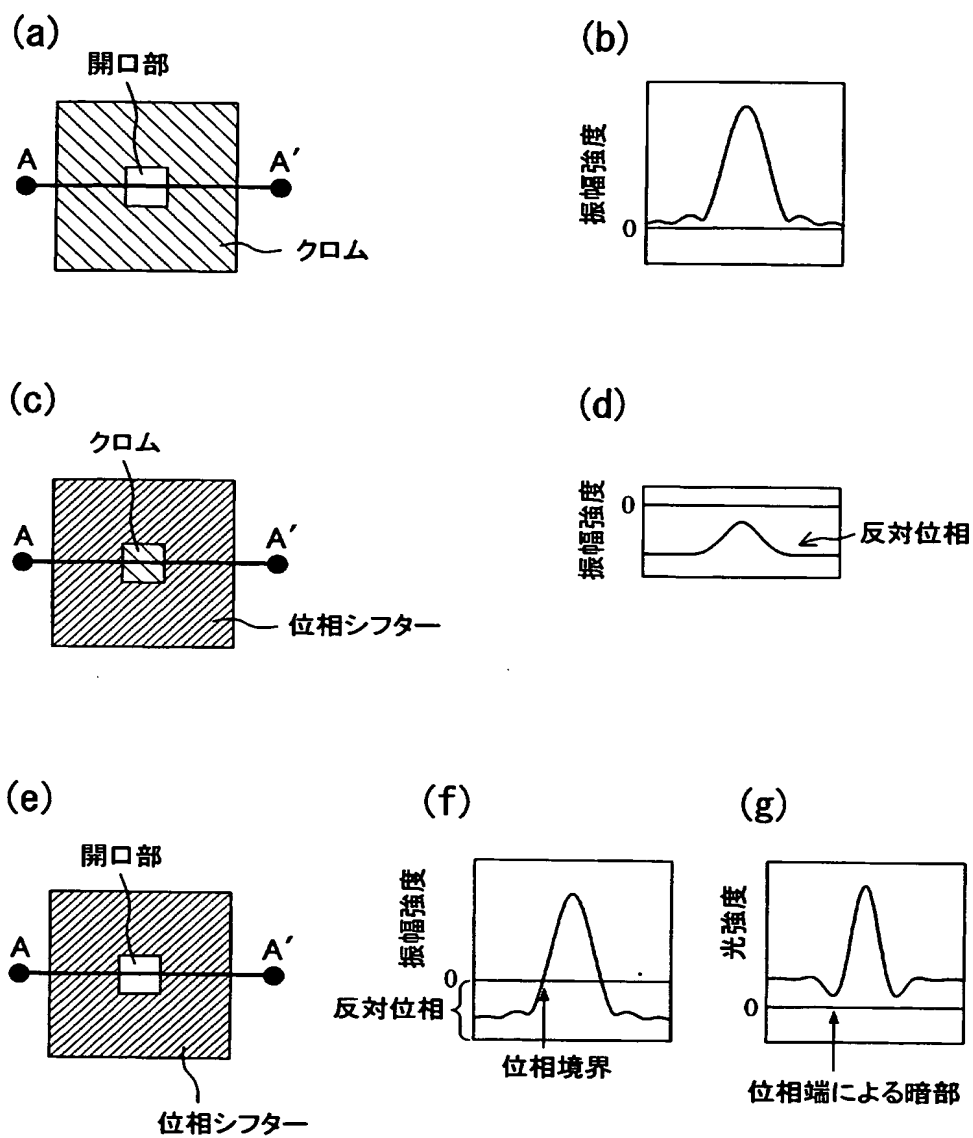 (a)
開口部
A
A′
クロム
(b)
振幅強度
0
(c)
クロム
A
A′
位相シフター
(d)
振幅強度
0
反対位相
(e)
開口部
A
A′
位相シフター
(f)
振幅強度
0
反対位相
位相境界
(g)
光強度
0
位相端による暗部